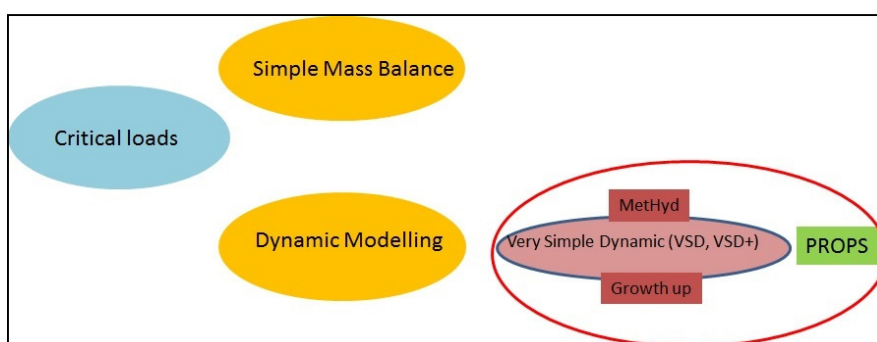 Simple Mass Balance
Critical loads
MetHyd
Dynamic Modelling
Very Simple Dynamic (VSD, VSD+)
PROPS
Growth up